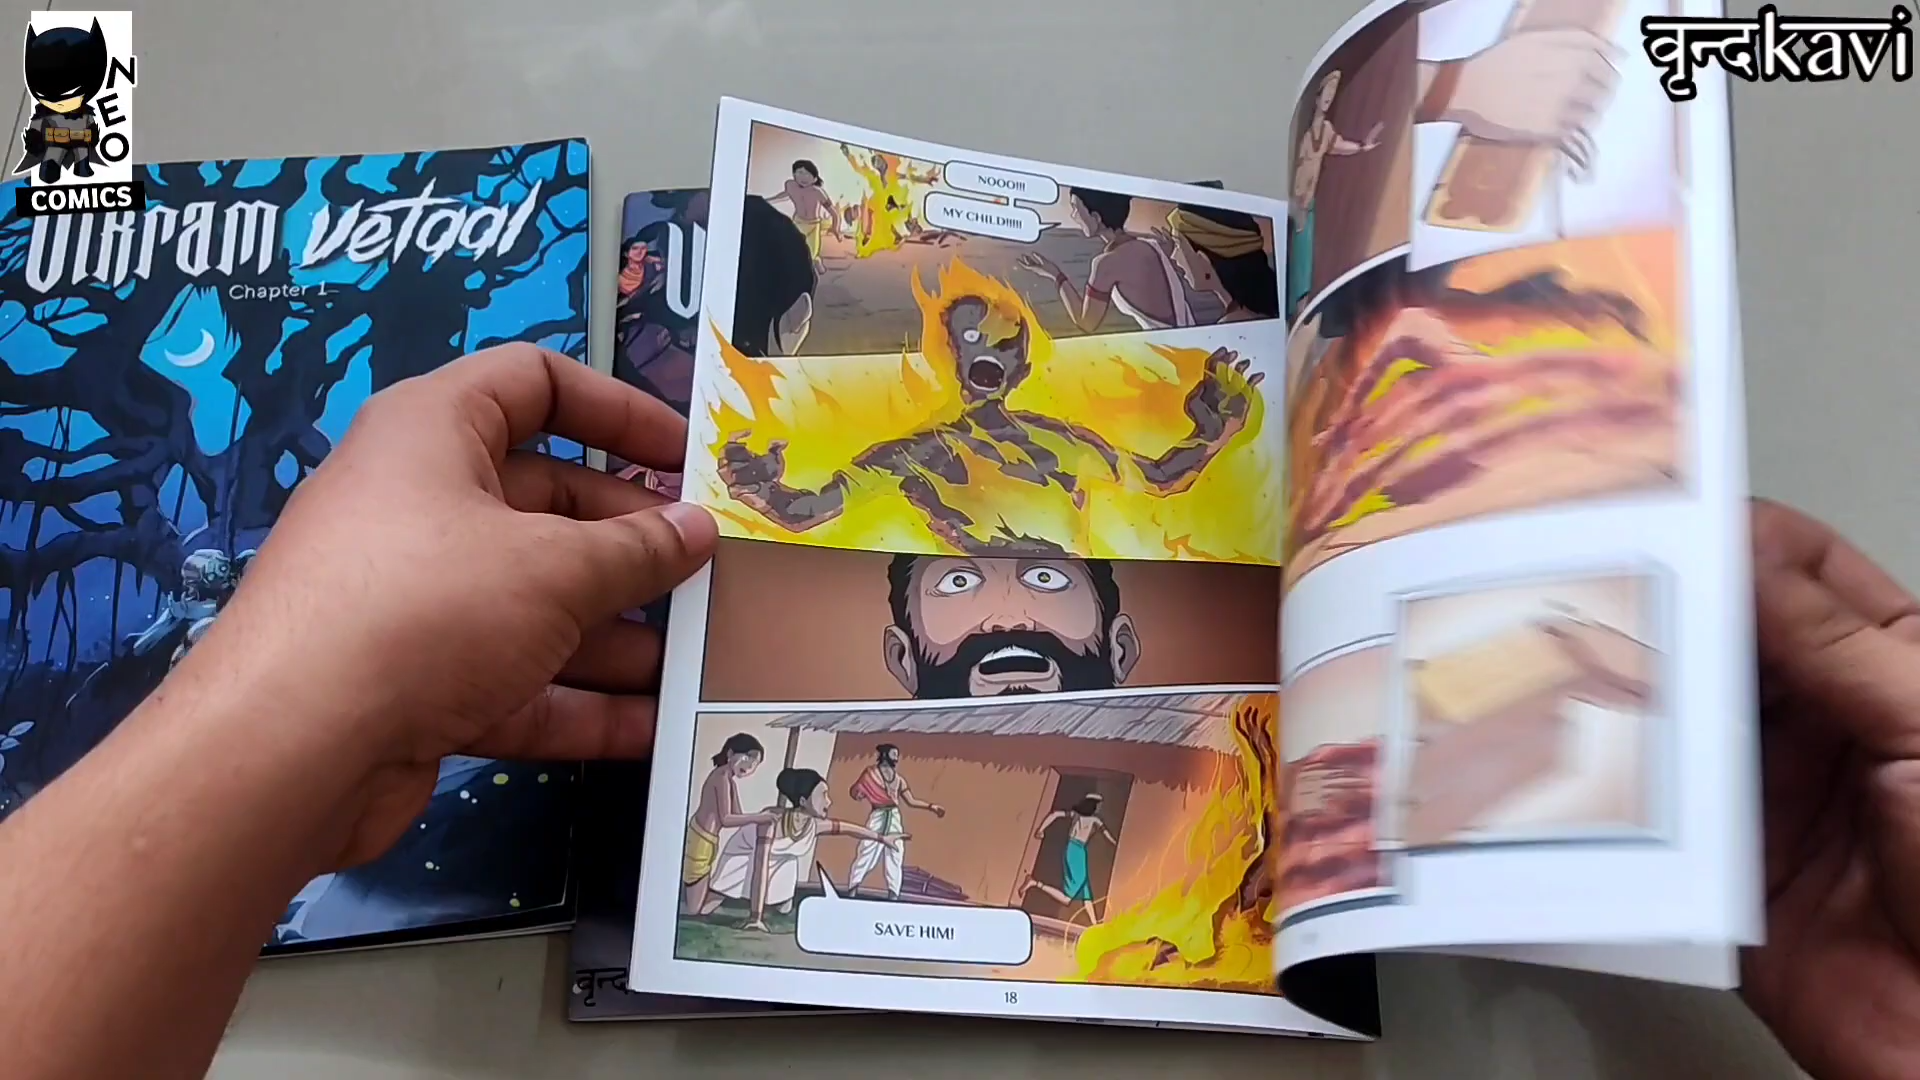 NEO
COMICS
वृन्दkavi
Vikram Vetaal
Chapter 1
NOOO!!!
MY CHILD!!!!!
SAVE HIM!
18